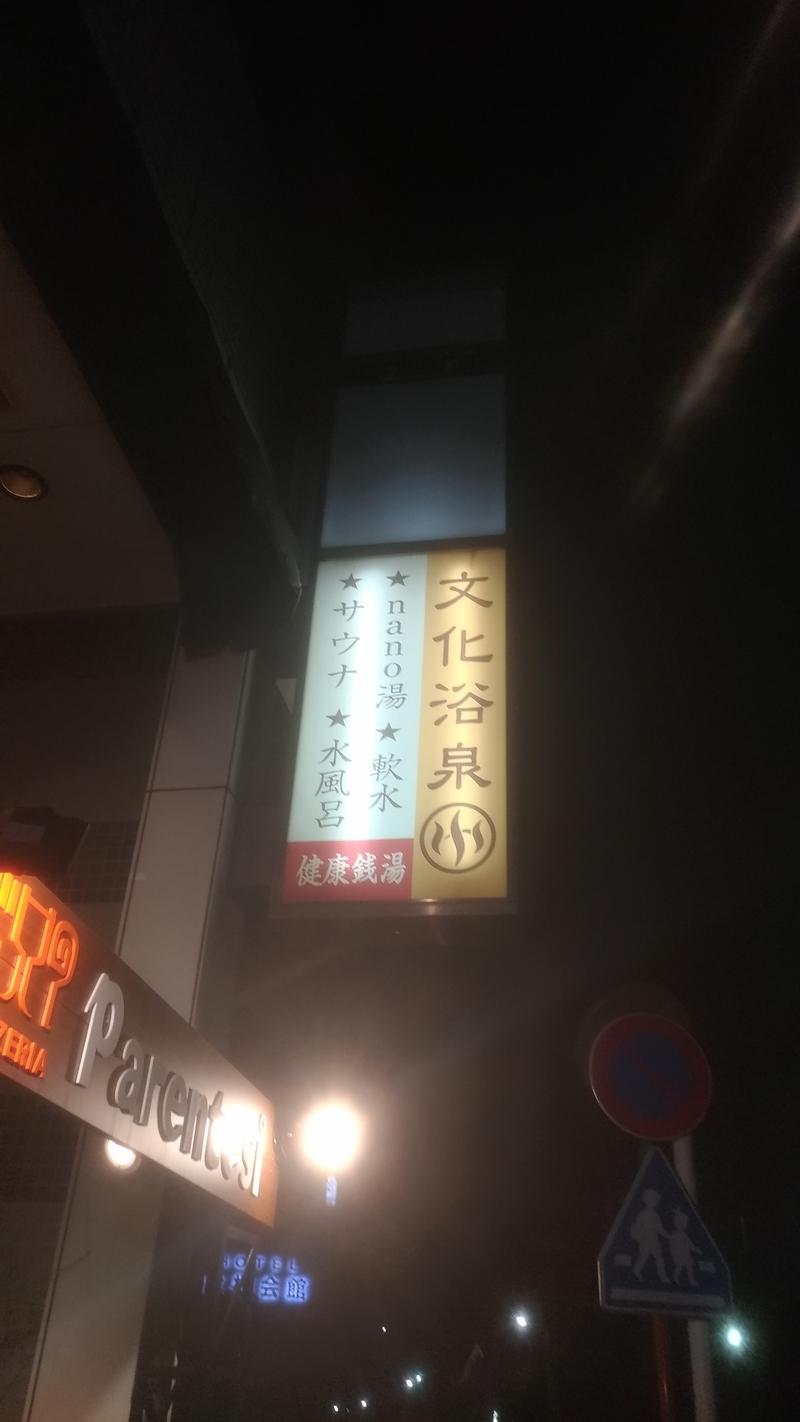 文化浴泉
★nano湯★軟水
★サウナ★水風呂
健康銭湯
Parentesi
HOTEL
会館